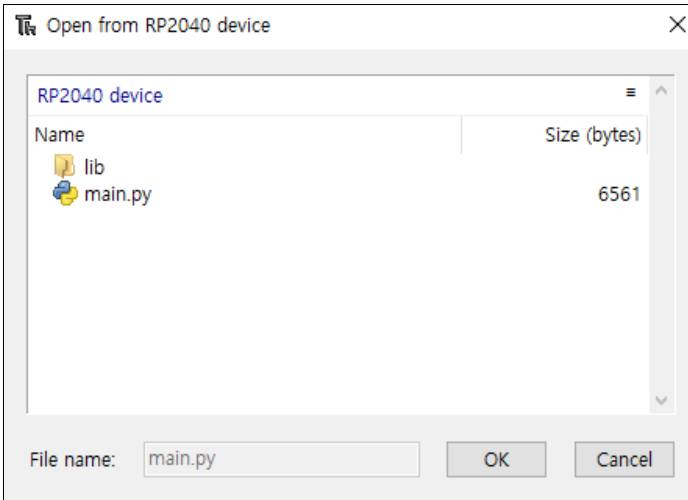 Open from RP2040 device
RP2040 device
Name Size (bytes)
lib
main.py 6561
File name: main.py OK Cancel